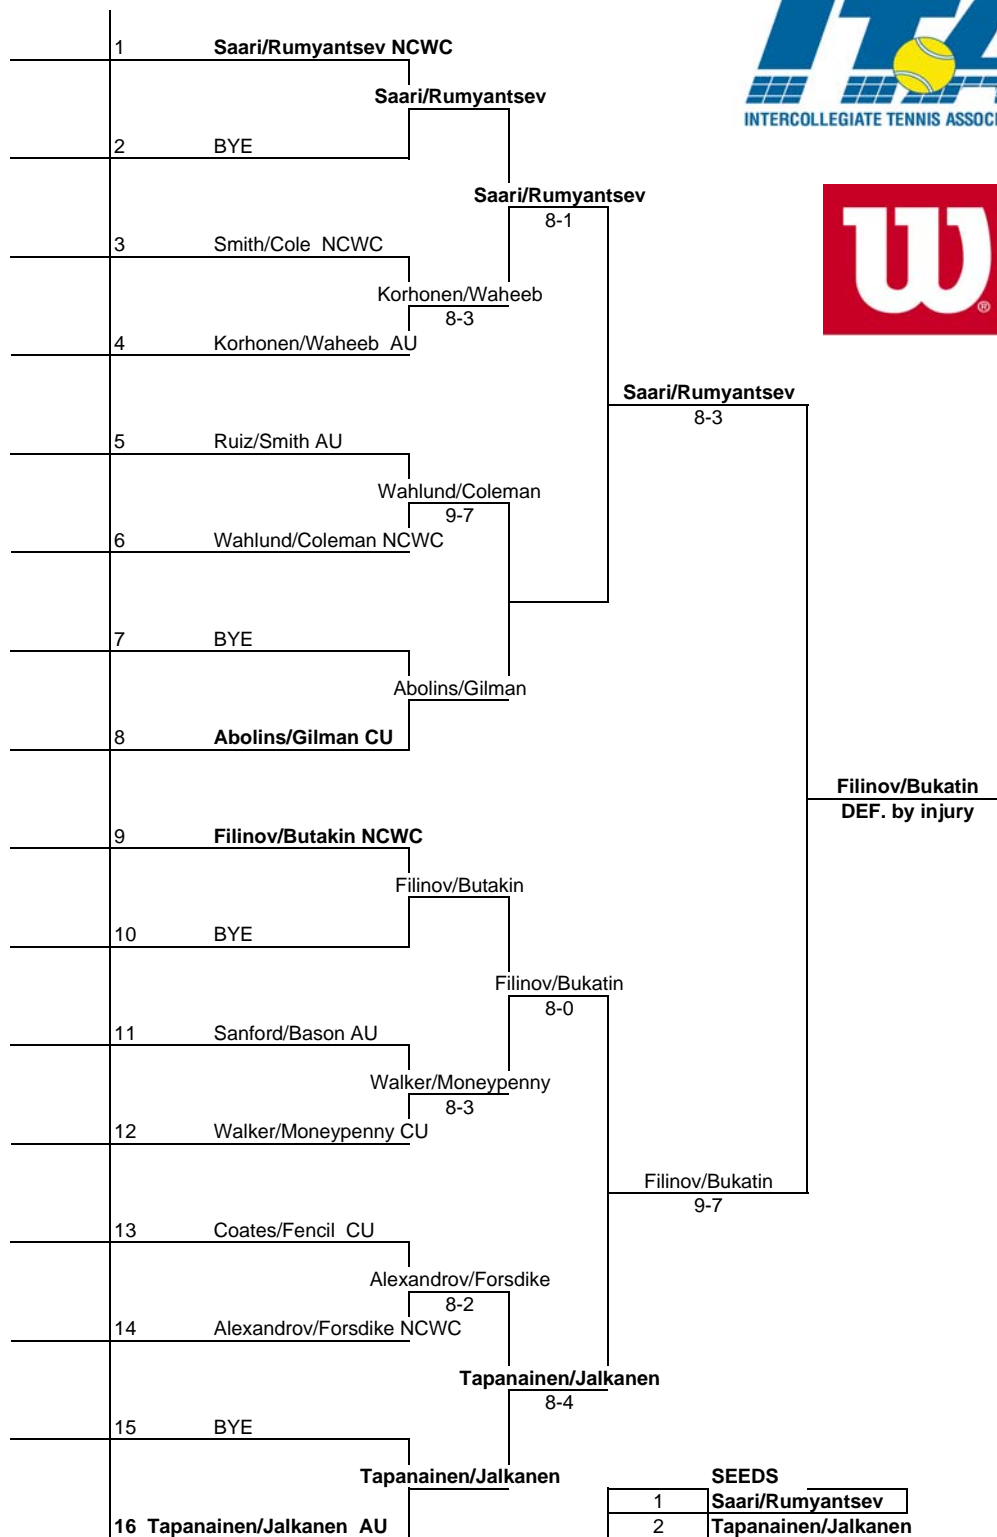 ITA
INTERCOLLEGIATE TENNIS ASSOCI
W ®
1 Saari/Rumyantsev NCWC
Saari/Rumyantsev
2 BYE
Saari/Rumyantsev
8-1
3 Smith/Cole NCWC
Korhonen/Waheeb
8-3
4 Korhonen/Waheeb AU
Saari/Rumyantsev
8-3
5 Ruiz/Smith AU
Wahlund/Coleman
9-7
6 Wahlund/Coleman NCWC
7 BYE
Abolins/Gilman
8 Abolins/Gilman CU
Filinov/Bukatin
DEF. by injury
9 Filinov/Butakin NCWC
Filinov/Butakin
10 BYE
Filinov/Bukatin
8-0
11 Sanford/Bason AU
Walker/Moneypenny
8-3
12 Walker/Moneypenny CU
Filinov/Bukatin
9-7
13 Coates/Fencil CU
Alexandrov/Forsdike
8-2
14 Alexandrov/Forsdike NCWC
Tapanainen/Jalkanen
8-4
15 BYE
Tapanainen/Jalkanen
SEEDS
1 Saari/Rumyantsev
16 Tapanainen/Jalkanen AU
2 Tapanainen/Jalkanen